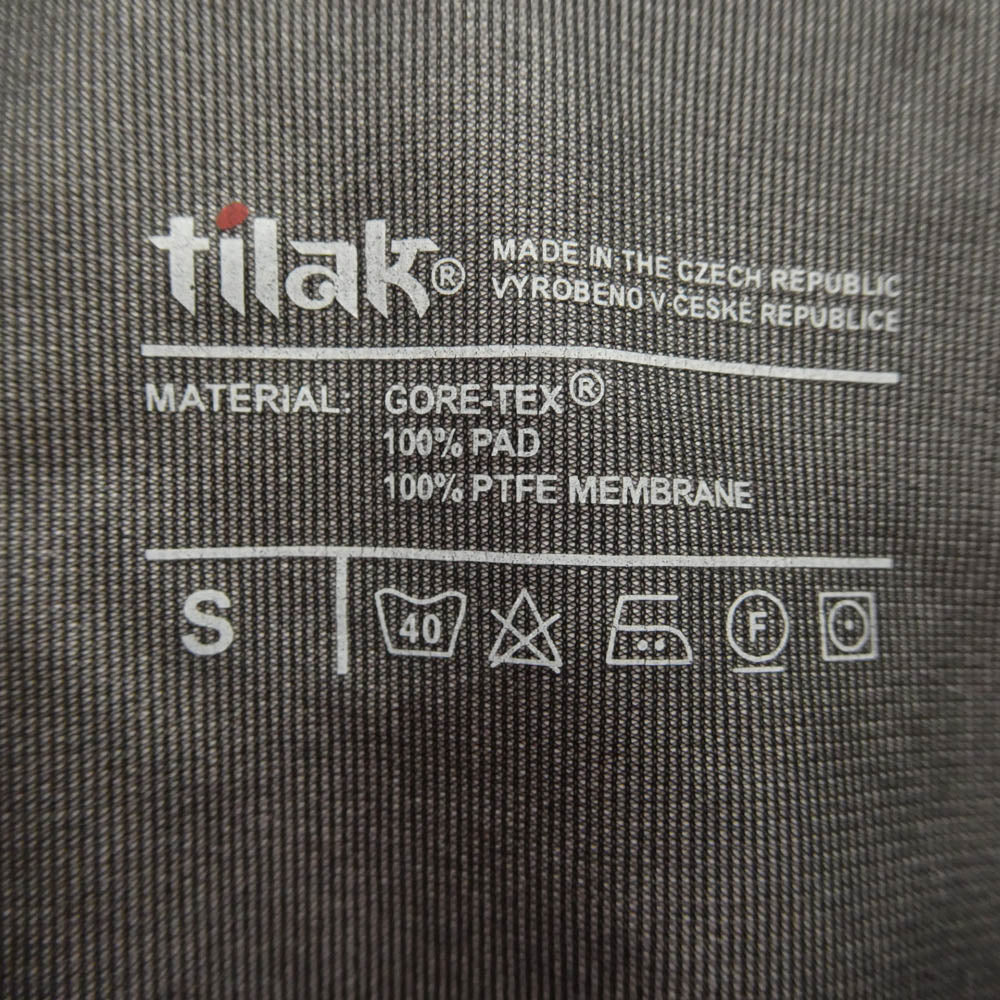 tilak®
MADE IN THE CZECH REPUBLIC
VYROBENO V ČESKÉ REPUBLICE
MATERIAL: GORE-TEX®
100% PAD
100% PTFE MEMBRANE
S
40
F